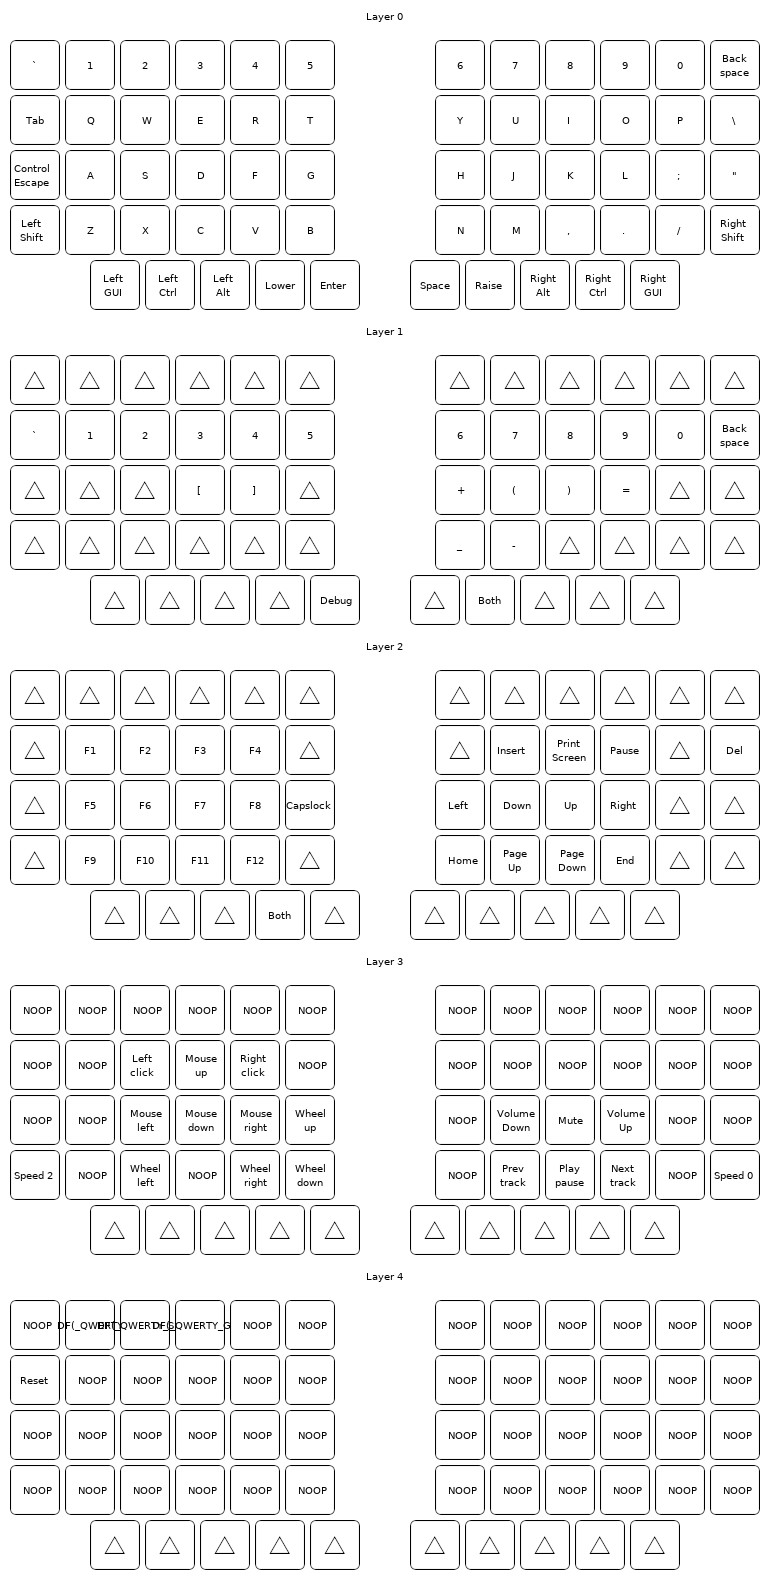 Layer 0
` 1 2 3 4 5 6 7 8 9 0 Back
space
Tab Q W E R T Y U I O P \
Control
Escape A S D F G H J K L ; "
Left
Shift Z X C V B N M , . / Right
Shift
Left
GUI Left
Ctrl Left
Alt Lower Enter Space Raise Right
Alt Right
Ctrl Right
GUI
Layer 1
` 1 2 3 4 5 6 7 8 9 0 Back
space
[ ] + ( ) =
_ -
Debug Both
Layer 2
F1 F2 F3 F4 Insert Print
Screen Pause Del
F5 F6 F7 F8 Capslock Left Down Up Right
F9 F10 F11 F12 Home Page
Up Page
Down End
Both
Layer 3
NOOP NOOP NOOP NOOP NOOP NOOP NOOP NOOP NOOP NOOP NOOP NOOP
NOOP NOOP Left
click Mouse
up Right
click NOOP NOOP NOOP NOOP NOOP NOOP NOOP
NOOP NOOP Mouse
left Mouse
down Mouse
right Wheel
up NOOP Volume
Down Mute Volume
Up NOOP NOOP
Speed 2 NOOP Wheel
left NOOP Wheel
right Wheel
down NOOP Prev
track Play
pause Next
track NOOP Speed 0
Layer 4
NOOP NOOP NOOP NOOP NOOP NOOP NOOP NOOP NOOP
Reset NOOP NOOP NOOP NOOP NOOP NOOP NOOP NOOP NOOP NOOP NOOP
NOOP NOOP NOOP NOOP NOOP NOOP NOOP NOOP NOOP NOOP NOOP NOOP
NOOP NOOP NOOP NOOP NOOP NOOP NOOP NOOP NOOP NOOP NOOP NOOP